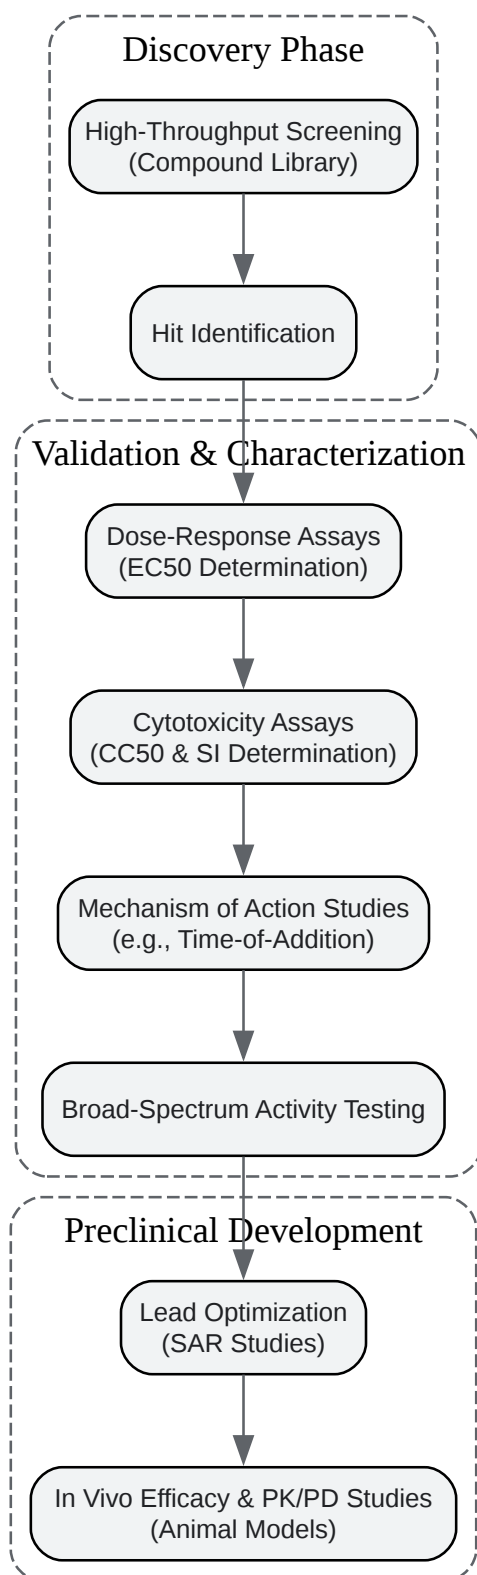 Discovery Phase
High-Throughput Screening
(Compound Library)
Hit Identification
Validation & Characterization
Dose-Response Assays
(EC50 Determination)
Cytotoxicity Assays
(CC50 & SI Determination)
Mechanism of Action Studies
(e.g., Time-of-Addition)
Broad-Spectrum Activity Testing
Preclinical Development
Lead Optimization
(SAR Studies)
In Vivo Efficacy & PK/PD Studies
(Animal Models)